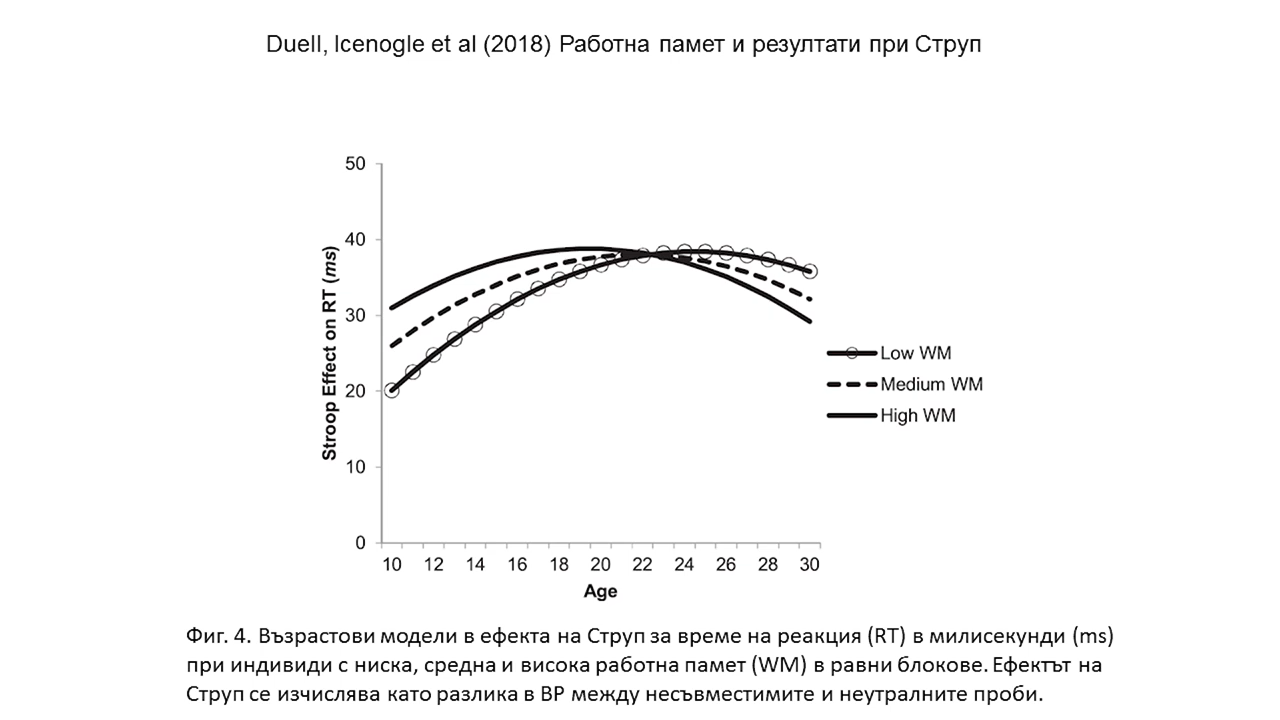 Duell, Icenogle et al (2018) Работна памет и резултати при Струп
50
40
30
20
10
0
Stroop Effect on RT (ms)
10 12 14 16 18 20 22 24 26 28 30
Age
Low WM
Medium WM
High WM
Фиг. 4. Възрастови модели в ефекта на Струп за време на реакция (RT) в милисекунди (ms)
при индивиди с ниска, средна и висока работна памет (WM) в равни блокове. Ефектът на
Струп се изчислява като разлика в ВР между несъвместимите и неутралните проби.